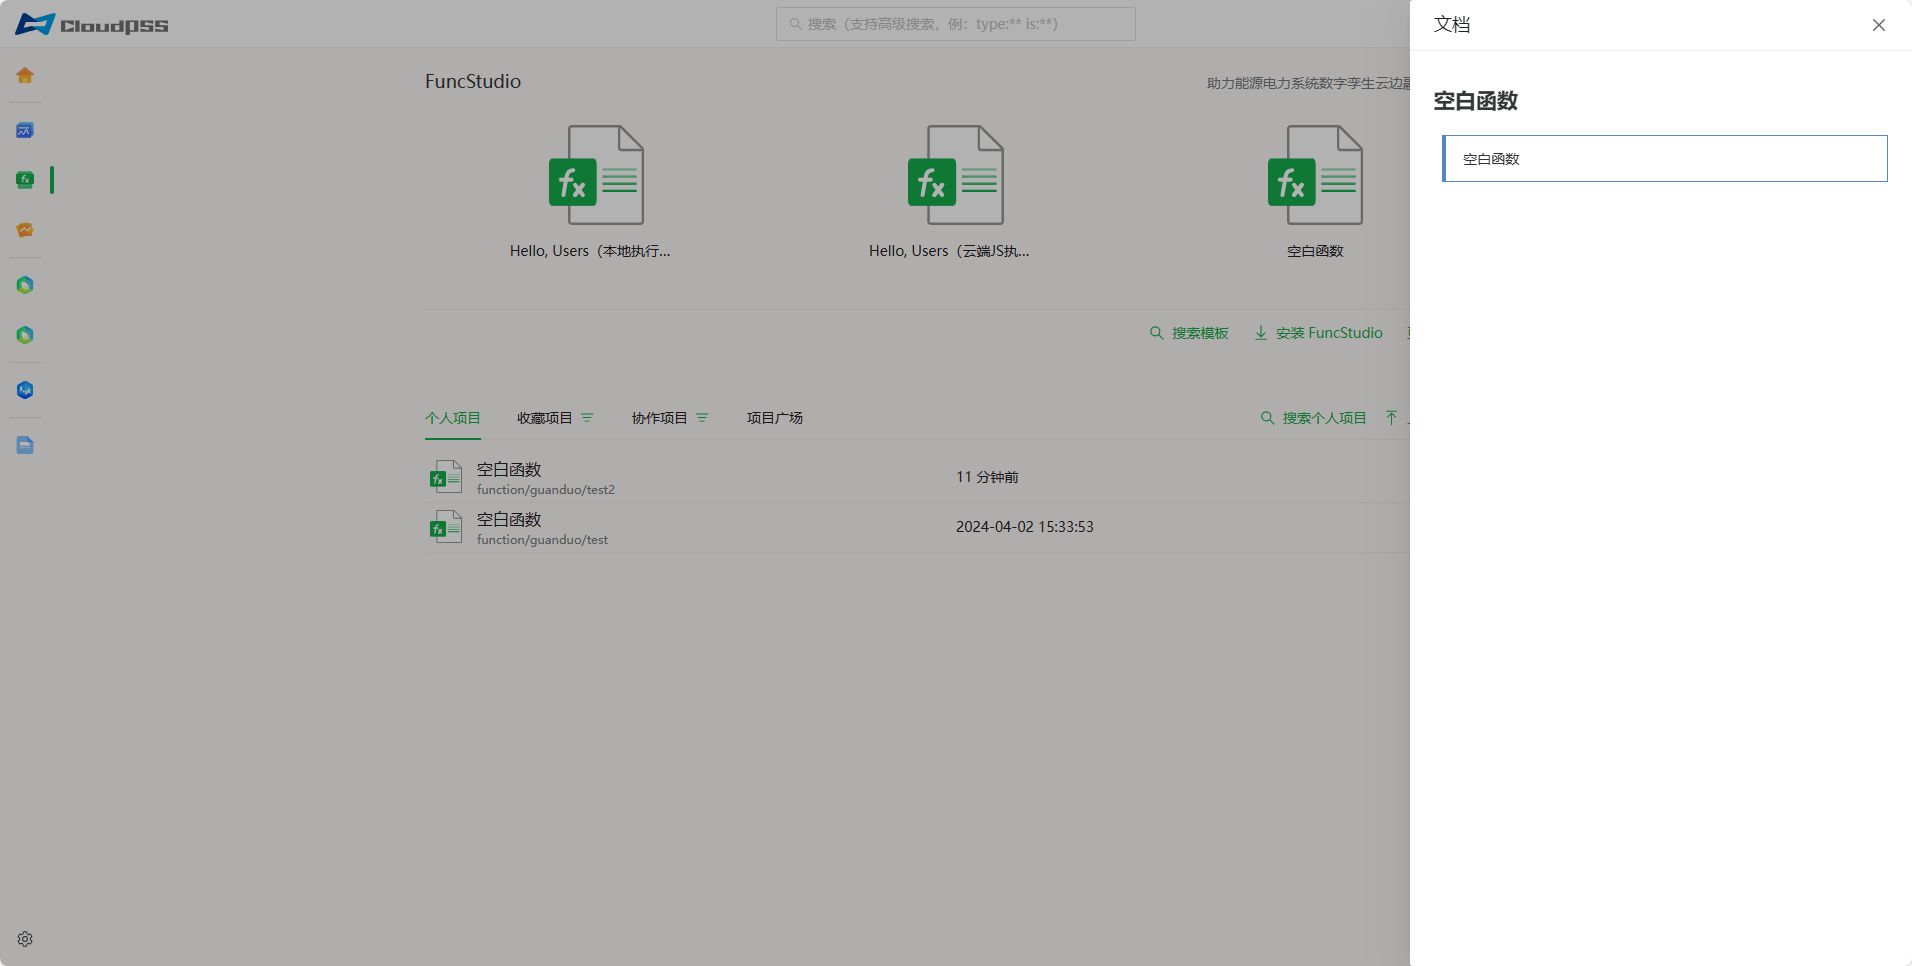 CloudPSS
搜索（支持高级搜索，例：type:** is:**）
文档
FuncStudio
助力能源电力系统数字孪生云边
空白函数
空白函数
fx
fx
fx
Hello, Users（本地执行...
Hello, Users（云端JS执...
空白函数
搜索模板
安装 FuncStudio
个人项目
收藏项目
协作项目
项目广场
搜索个人项目
空白函数
function/guanduo/test2
11 分钟前
空白函数
function/guanduo/test
2024-04-02 15:33:53